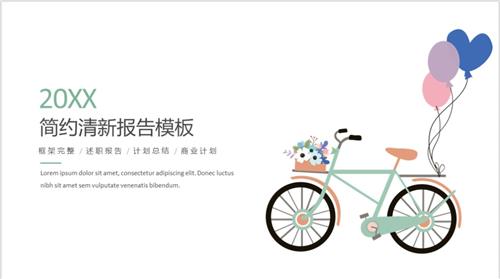 20XX
简约清新报告模板
框架完整 / 述职报告 / 计划总结 / 商业计划
Lorem ipsum dolor sit amet, consectetur adipiscing elit. Donec luctus
nibh sit amet sem vulputate venenatis bibendum.